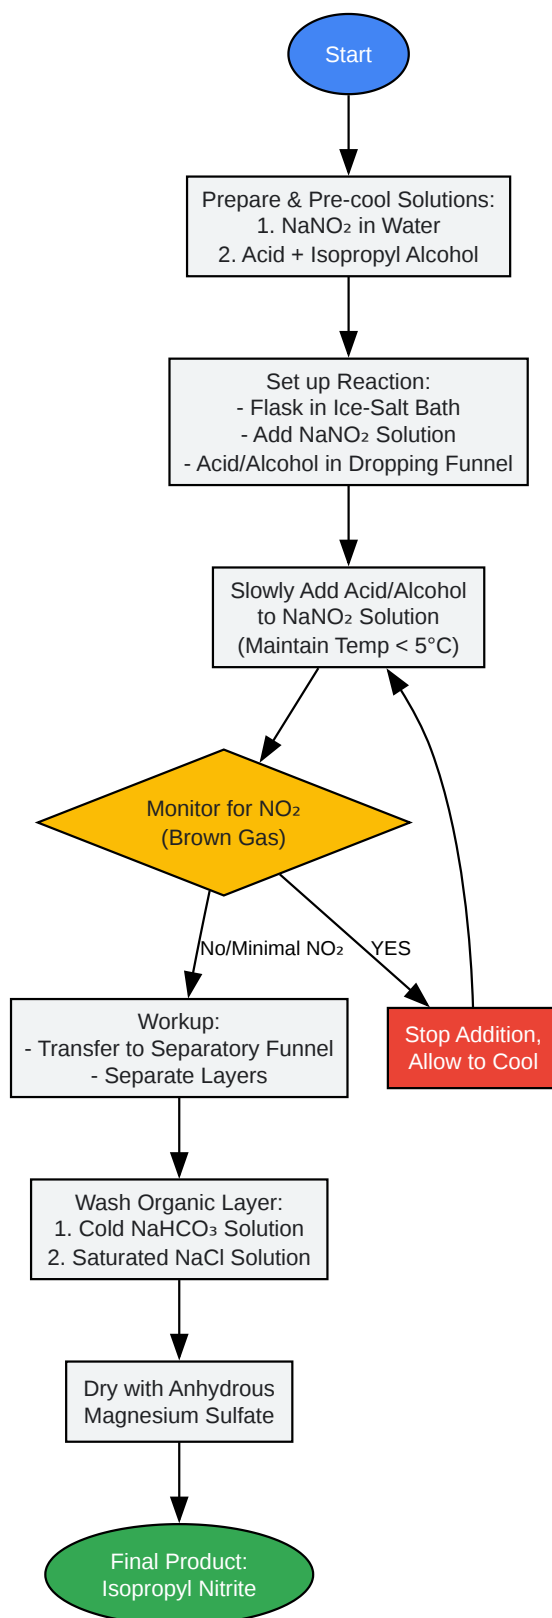 Start
Prepare & Pre-cool Solutions:
1. NaNO₂ in Water
2. Acid + Isopropyl Alcohol
Set up Reaction:
- Flask in Ice-Salt Bath
- Add NaNO₂ Solution
- Acid/Alcohol in Dropping Funnel
Slowly Add Acid/Alcohol
to NaNO₂ Solution
(Maintain Temp < 5°C)
Monitor for NO₂
(Brown Gas)
No/Minimal NO₂
YES
Workup:
- Transfer to Separatory Funnel
- Separate Layers
Stop Addition,
Allow to Cool
Wash Organic Layer:
1. Cold NaHCO₃ Solution
2. Saturated NaCl Solution
Dry with Anhydrous
Magnesium Sulfate
Final Product:
Isopropyl Nitrite